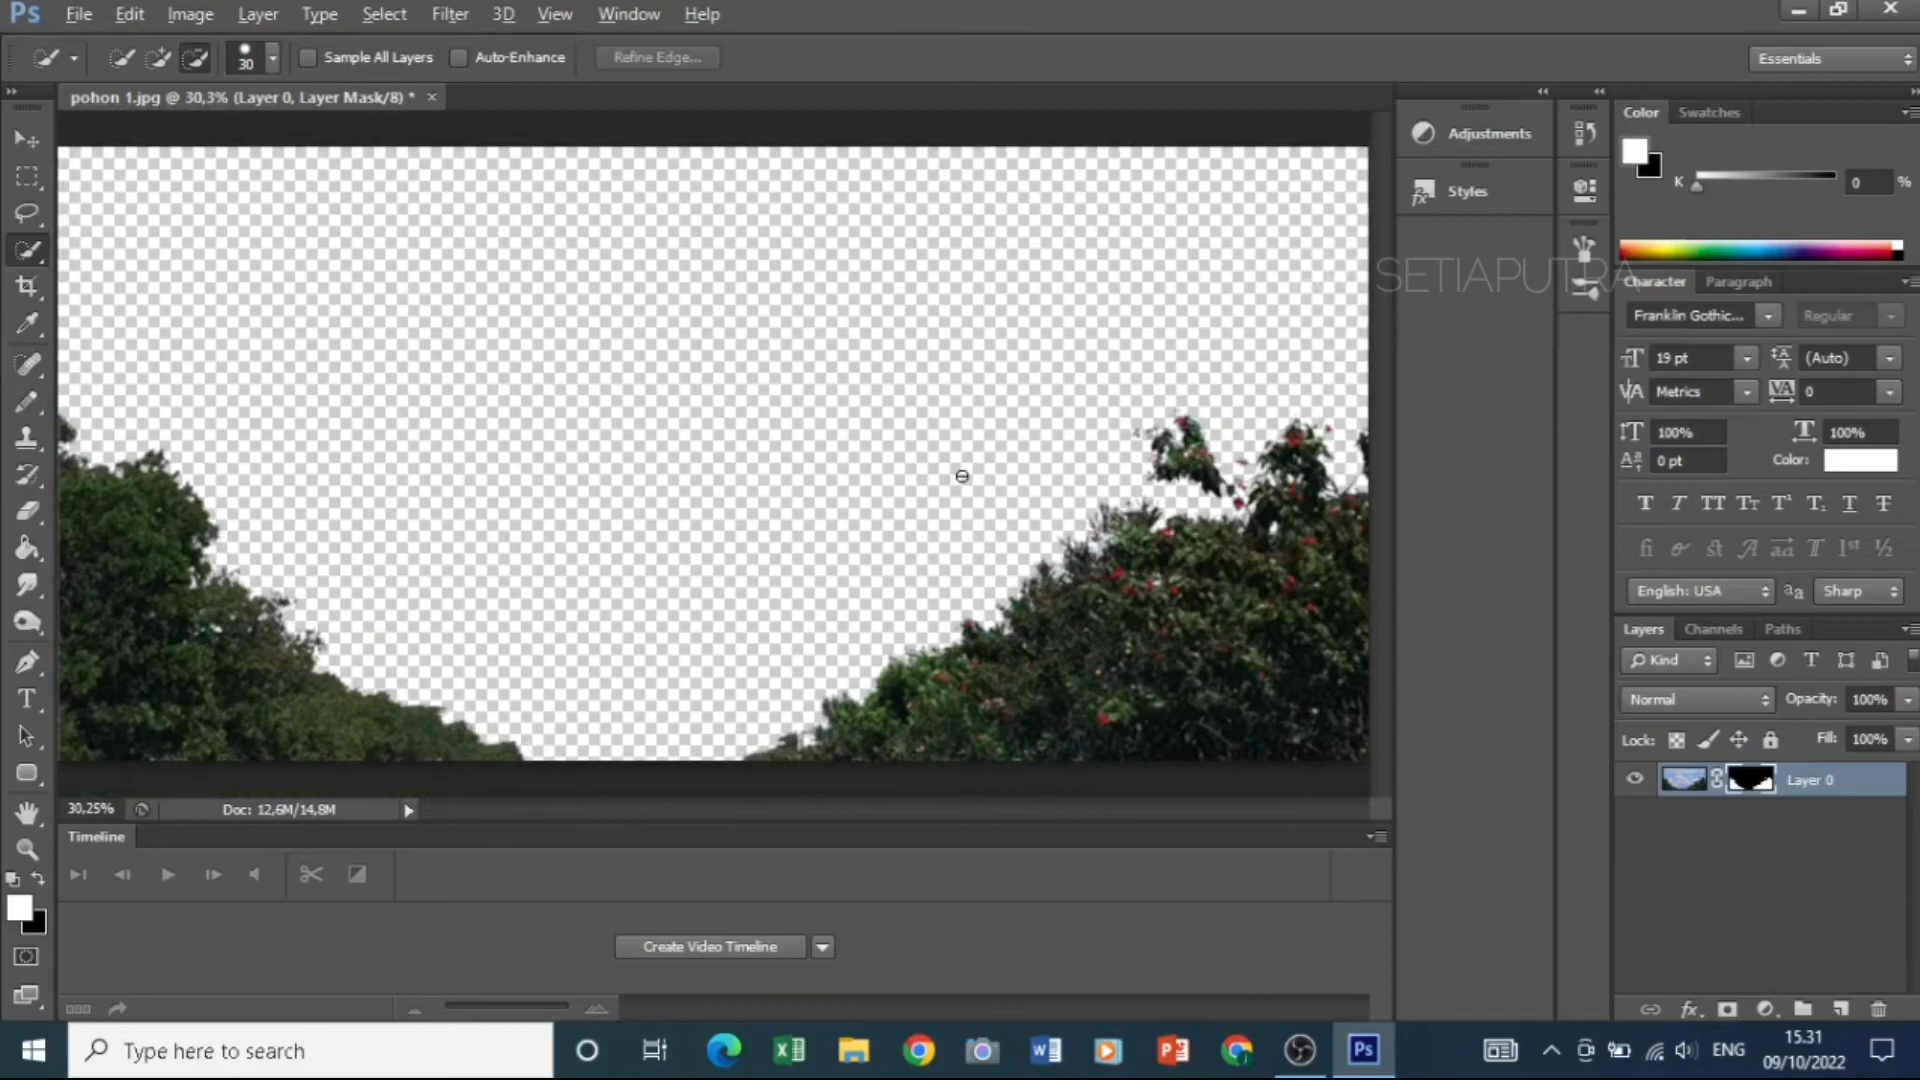 Ps File Edit Image Layer Type Select Filter 3D View Window Help
30 Sample All Layers Auto-Enhance Refine Edge... Essentials
pohon 1.jpg @ 30,3% (Layer 0, Layer Mask/8) * ×
Adjustments
Styles
SETIAPUTRA
Color Swatches
K 0 %
Character Paragraph
Franklin Gothic... Regular
19 pt (Auto)
Metrics 0
100% 100%
0 pt Color:
English: USA aa Sharp
Layers Channels Paths
Kind
Normal Opacity: 100%
Lock: Fill: 100%
Layer 0
30,25% Doc: 12,6M/14,8M
Timeline
Create Video Timeline
Type here to search
ENG 15.31
09/10/2022